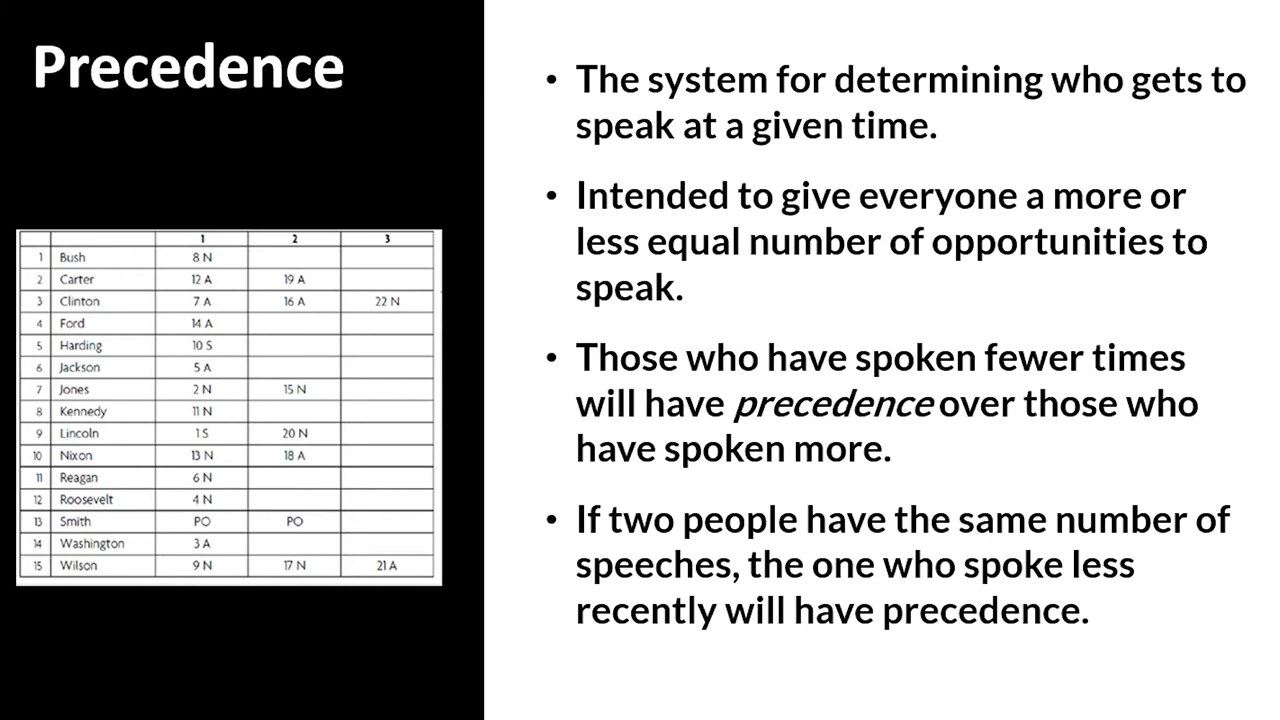 Precedence
1 2 3
1 Bush 8 N
2 Carter 12 A 19 A
3 Clinton 7 A 16 A 22 N
4 Ford 14 A
5 Harding 10 S
6 Jackson 5 A
7 Jones 2 N 15 N
8 Kennedy 11 N
9 Lincoln 1 S 20 N
10 Nixon 13 N 18 A
11 Reagan 6 N
12 Roosevelt 4 N
13 Smith PO PO
14 Washington 3 A
15 Wilson 9 N 17 N 21 A
• The system for determining who gets to
speak at a given time.
• Intended to give everyone a more or
less equal number of opportunities to
speak.
• Those who have spoken fewer times
will have precedence over those who
have spoken more.
• If two people have the same number of
speeches, the one who spoke less
recently will have precedence.